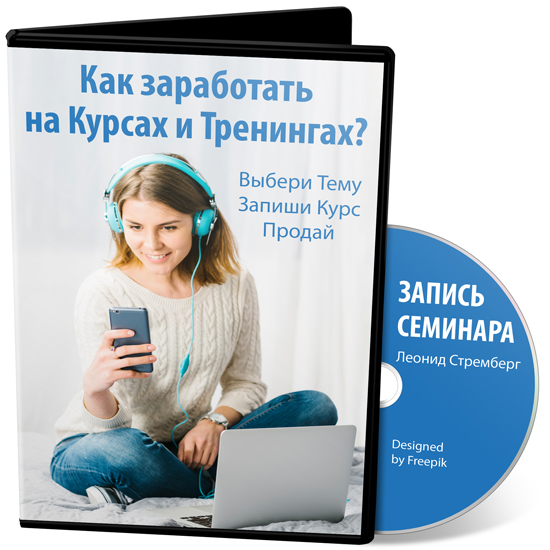 Как заработать
на Курсах и Тренингах?
Выбери Тему
Запиши Курс
Продай
ЗАПИСЬ
СЕМИНАРА
Леонид Стремберг
Designed
by Freepik